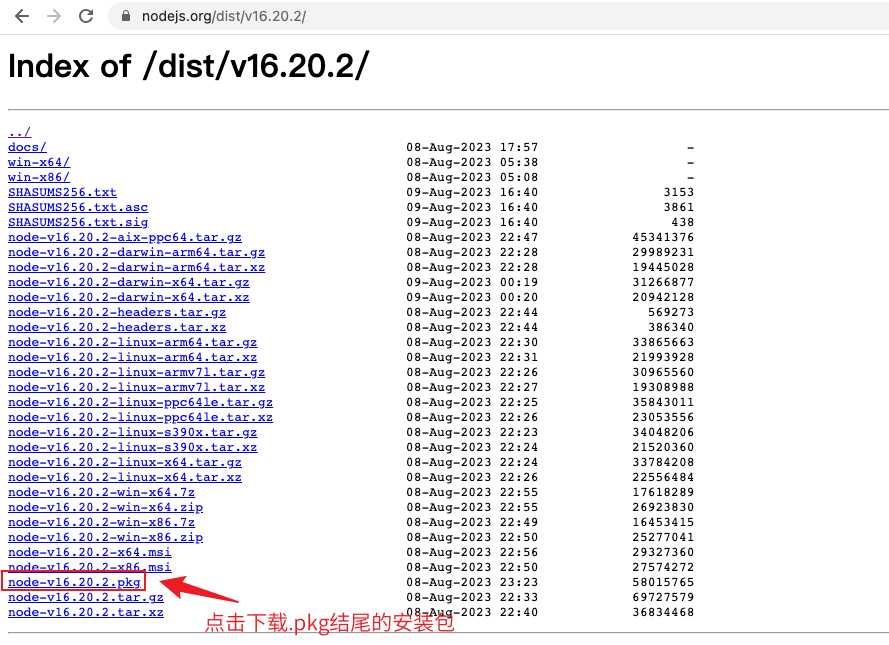 nodejs.org/dist/v16.20.2/
Index of /dist/v16.20.2/
../
docs/ 08-Aug-2023 17:57 -
win-x64/ 08-Aug-2023 05:38 -
win-x86/ 08-Aug-2023 05:08 -
SHASUMS256.txt 09-Aug-2023 16:40 3153
SHASUMS256.txt.asc 09-Aug-2023 16:40 3861
SHASUMS256.txt.sig 09-Aug-2023 16:40 438
node-v16.20.2-aix-ppc64.tar.gz 08-Aug-2023 22:47 45341376
node-v16.20.2-darwin-arm64.tar.gz 08-Aug-2023 22:28 29989231
node-v16.20.2-darwin-arm64.tar.xz 08-Aug-2023 22:28 19445028
node-v16.20.2-darwin-x64.tar.gz 09-Aug-2023 00:19 31266877
node-v16.20.2-darwin-x64.tar.xz 09-Aug-2023 00:20 20942128
node-v16.20.2-headers.tar.gz 08-Aug-2023 22:44 569273
node-v16.20.2-headers.tar.xz 08-Aug-2023 22:44 386340
node-v16.20.2-linux-arm64.tar.gz 08-Aug-2023 22:30 33865663
node-v16.20.2-linux-arm64.tar.xz 08-Aug-2023 22:31 21993928
node-v16.20.2-linux-armv7l.tar.gz 08-Aug-2023 22:26 30965560
node-v16.20.2-linux-armv7l.tar.xz 08-Aug-2023 22:27 19308988
node-v16.20.2-linux-ppc64le.tar.gz 08-Aug-2023 22:25 35843011
node-v16.20.2-linux-ppc64le.tar.xz 08-Aug-2023 22:26 23053556
node-v16.20.2-linux-s390x.tar.gz 08-Aug-2023 22:23 34048206
node-v16.20.2-linux-s390x.tar.xz 08-Aug-2023 22:24 21520360
node-v16.20.2-linux-x64.tar.gz 08-Aug-2023 22:24 33784208
node-v16.20.2-linux-x64.tar.xz 08-Aug-2023 22:26 22556484
node-v16.20.2-win-x64.7z 08-Aug-2023 22:55 17618289
node-v16.20.2-win-x64.zip 08-Aug-2023 22:55 26923830
node-v16.20.2-win-x86.7z 08-Aug-2023 22:49 16453415
node-v16.20.2-win-x86.zip 08-Aug-2023 22:50 25277041
node-v16.20.2-x64.msi 08-Aug-2023 22:56 29327360
node-v16.20.2-x86.msi 08-Aug-2023 22:50 27574272
node-v16.20.2.pkg 08-Aug-2023 23:23 58015765
node-v16.20.2.tar.gz 08-Aug-2023 22:33 69727579
node-v16.20.2.tar.xz 08-Aug-2023 22:40 36834468
点击下载.pkg结尾的安装包